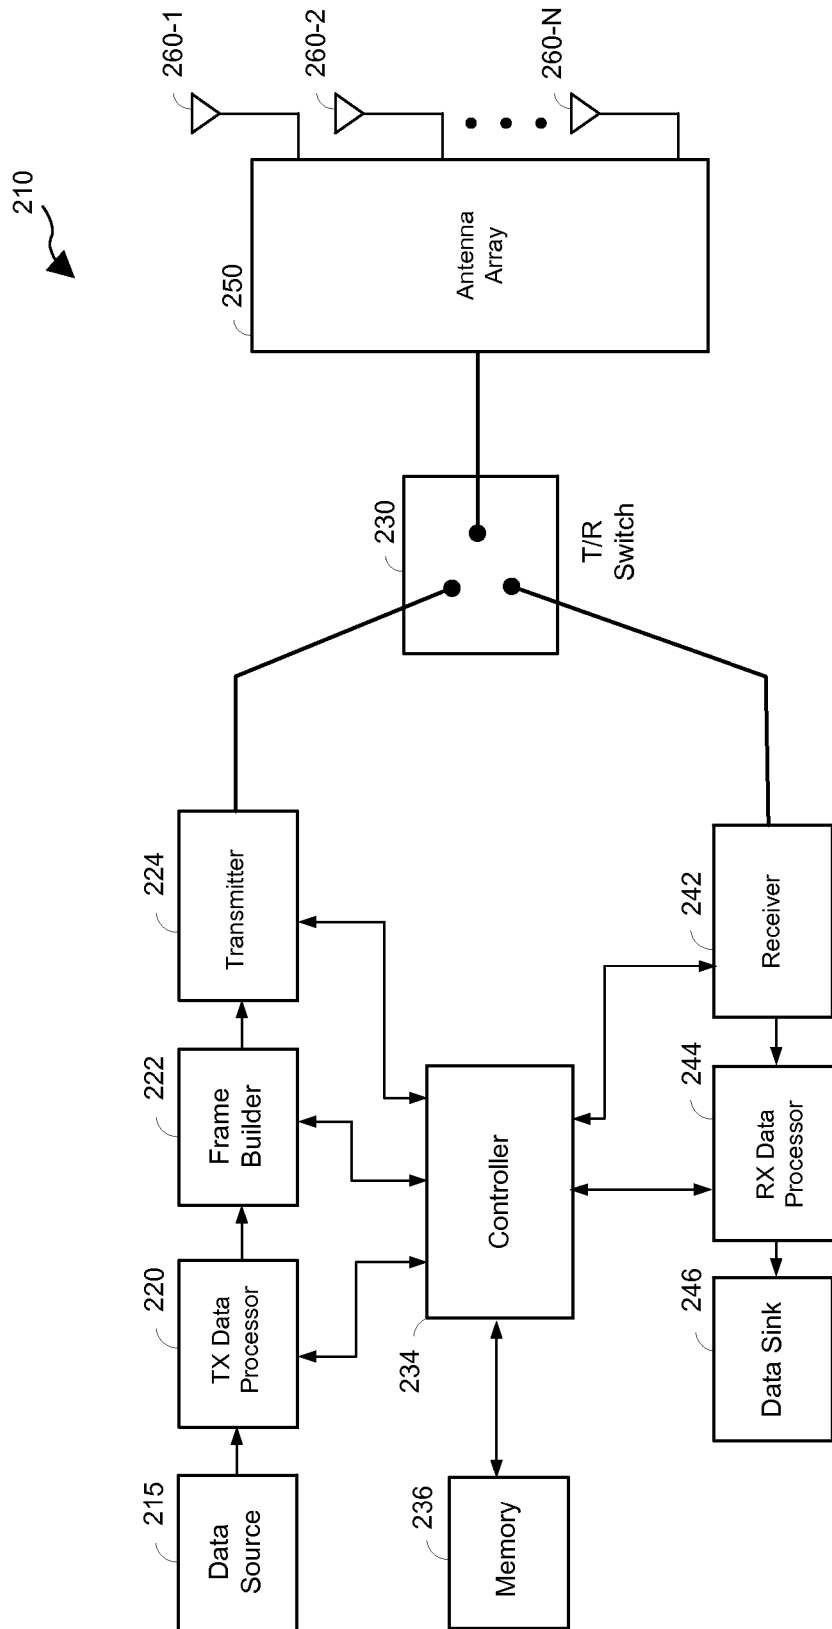 210
215
Data
Source
220
TX Data
Processor
222
Frame
Builder
224
Transmitter
230
T/R
Switch
250
Antenna
Array
260-1
260-2
260-N
236
Memory
234
Controller
246
Data Sink
244
RX Data
Processor
242
Receiver